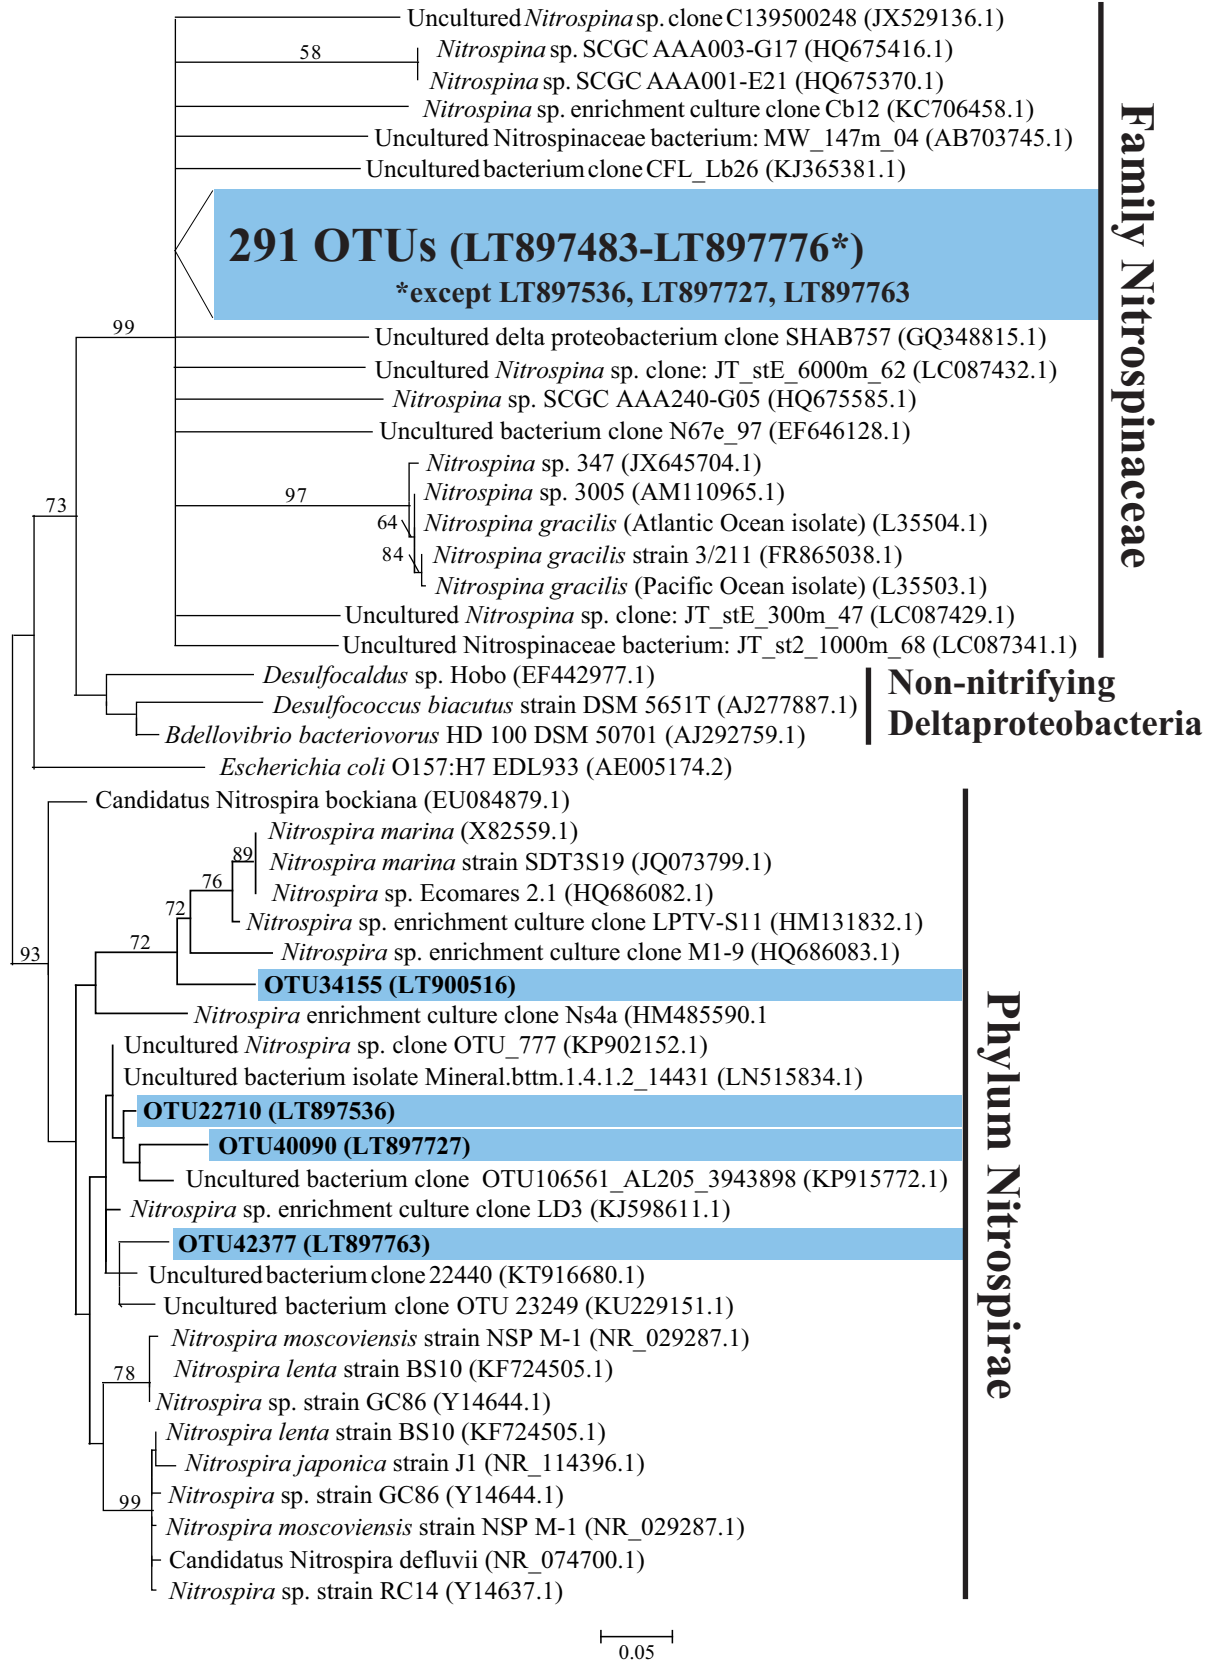 Uncultured Nitrospina sp. clone C139500248 (JX529136.1)
58
Nitrospina sp. SCGC AAA003-G17 (HQ675416.1)
Nitrospina sp. SCGC AAA001-E21 (HQ675370.1)
Nitrospina sp. enrichment culture clone Cb12 (KC706458.1)
Uncultured Nitrospinaceae bacterium: MW_147m_04 (AB703745.1)
Uncultured bacterium clone CFL_Lb26 (KJ365381.1)
291 OTUs (LT897483-LT897776*)
*except LT897536, LT897727, LT897763
99
Uncultured delta proteobacterium clone SHAB757 (GQ348815.1)
Uncultured Nitrospina sp. clone: JT_stE_6000m_62 (LC087432.1)
Nitrospina sp. SCGC AAA240-G05 (HQ675585.1)
Uncultured bacterium clone N67e_97 (EF646128.1)
Nitrospina sp. 347 (JX645704.1)
97
Nitrospina sp. 3005 (AM110965.1)
73
64
Nitrospina gracilis (Atlantic Ocean isolate) (L35504.1)
84
Nitrospina gracilis strain 3/211 (FR865038.1)
Nitrospina gracilis (Pacific Ocean isolate) (L35503.1)
Uncultured Nitrospina sp. clone: JT_stE_300m_47 (LC087429.1)
Uncultured Nitrospinaceae bacterium: JT_st2_1000m_68 (LC087341.1)
Family Nitrospinaceae
Desulfocaldus sp. Hobo (EF442977.1)
Desulfococcus biacutus strain DSM 5651T (AJ277887.1)
Bdellovibrio bacteriovorus HD 100 DSM 50701 (AJ292759.1)
Non-nitrifying
Deltaproteobacteria
Escherichia coli O157:H7 EDL933 (AE005174.2)
Candidatus Nitrospira bockiana (EU084879.1)
Nitrospira marina (X82559.1)
89
Nitrospira marina strain SDT3S19 (JQ073799.1)
76
Nitrospira sp. Ecomares 2.1 (HQ686082.1)
72
Nitrospira sp. enrichment culture clone LPTV-S11 (HM131832.1)
72
Nitrospira sp. enrichment culture clone M1-9 (HQ686083.1)
93
OTU34155 (LT900516)
Nitrospira enrichment culture clone Ns4a (HM485590.1
Uncultured Nitrospira sp. clone OTU_777 (KP902152.1)
Uncultured bacterium isolate Mineral.bttm.1.4.1.2_14431 (LN515834.1)
OTU22710 (LT897536)
OTU40090 (LT897727)
Uncultured bacterium clone OTU106561_AL205_3943898 (KP915772.1)
Nitrospira sp. enrichment culture clone LD3 (KJ598611.1)
OTU42377 (LT897763)
Uncultured bacterium clone 22440 (KT916680.1)
Uncultured bacterium clone OTU 23249 (KU229151.1)
Nitrospira moscoviensis strain NSP M-1 (NR_029287.1)
78
Nitrospira lenta strain BS10 (KF724505.1)
Nitrospira sp. strain GC86 (Y14644.1)
Nitrospira lenta strain BS10 (KF724505.1)
Nitrospira japonica strain J1 (NR_114396.1)
99
Nitrospira sp. strain GC86 (Y14644.1)
Nitrospira moscoviensis strain NSP M-1 (NR_029287.1)
Candidatus Nitrospira defluvii (NR_074700.1)
Nitrospira sp. strain RC14 (Y14637.1)
Phylum Nitrospirae
0.05